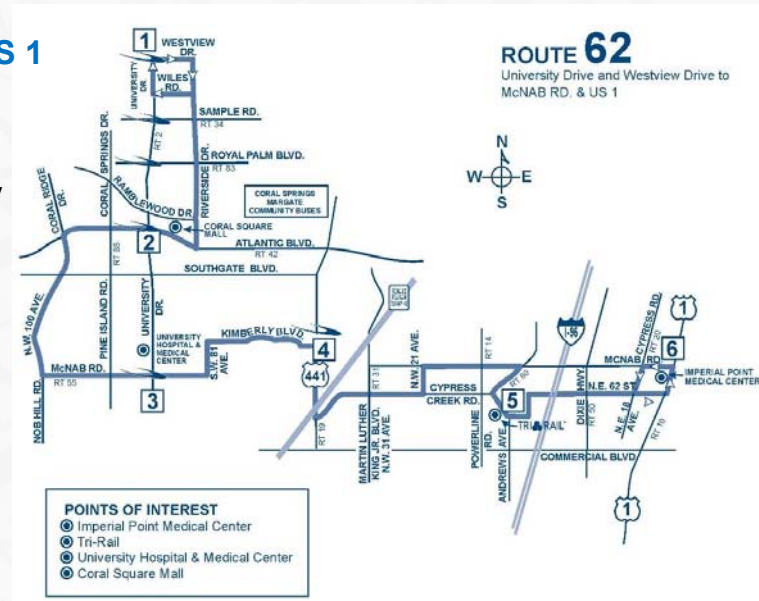 S 1
ROUTE 62
University Drive and Westview Drive to
McNAB RD. & US 1
N
W E
S
1
WESTVIEW
DR.
WILES
RD.
UNIVERSITY
DR.
RT 2
SAMPLE RD.
RT 34
CORAL SPRINGS DR.
ROYAL PALM BLVD.
RT 83
RIVERSIDE DR.
RAMBLEWOOD DR.
CORAL SPRINGS
MARGATE
COMMUNITY BUSES
CORAL SQUARE
MALL
CORAL RIDGE
DR.
2
ATLANTIC BLVD.
RT 42
RT 88
SOUTHGATE BLVD.
N.W. 100 AVE.
PINE ISLAND RD.
UNIVERSITY
DR.
UNIVERSITY
HOSPITAL &
MEDICAL
CENTER
KIMBERLY BLVD.
4
S.W. 81
AVE.
McNAB RD.
RT 55
3
NOB HILL RD.
441
RT 19
MARTIN LUTHER
KING JR. BLVD.
N.W. 31 AVE.
RT 31
N.W. 21 AVE.
CYPRESS
CREEK RD.
POWERLINE
RD.
RT 14
RT 60
5
ANDREWS AVE.
TRI RAIL
I-95
DIXIE HWY.
RT 50
MCNAB RD
N.E. 62 ST
N.E. 18
AVE.
CYPRESS RD.
RT 20
1
6
IMPERIAL POINT
MEDICAL CENTER
RT 10
COMMERCIAL BLVD.
1
POINTS OF INTEREST
Imperial Point Medical Center
Tri-Rail
University Hospital & Medical Center
Coral Square Mall